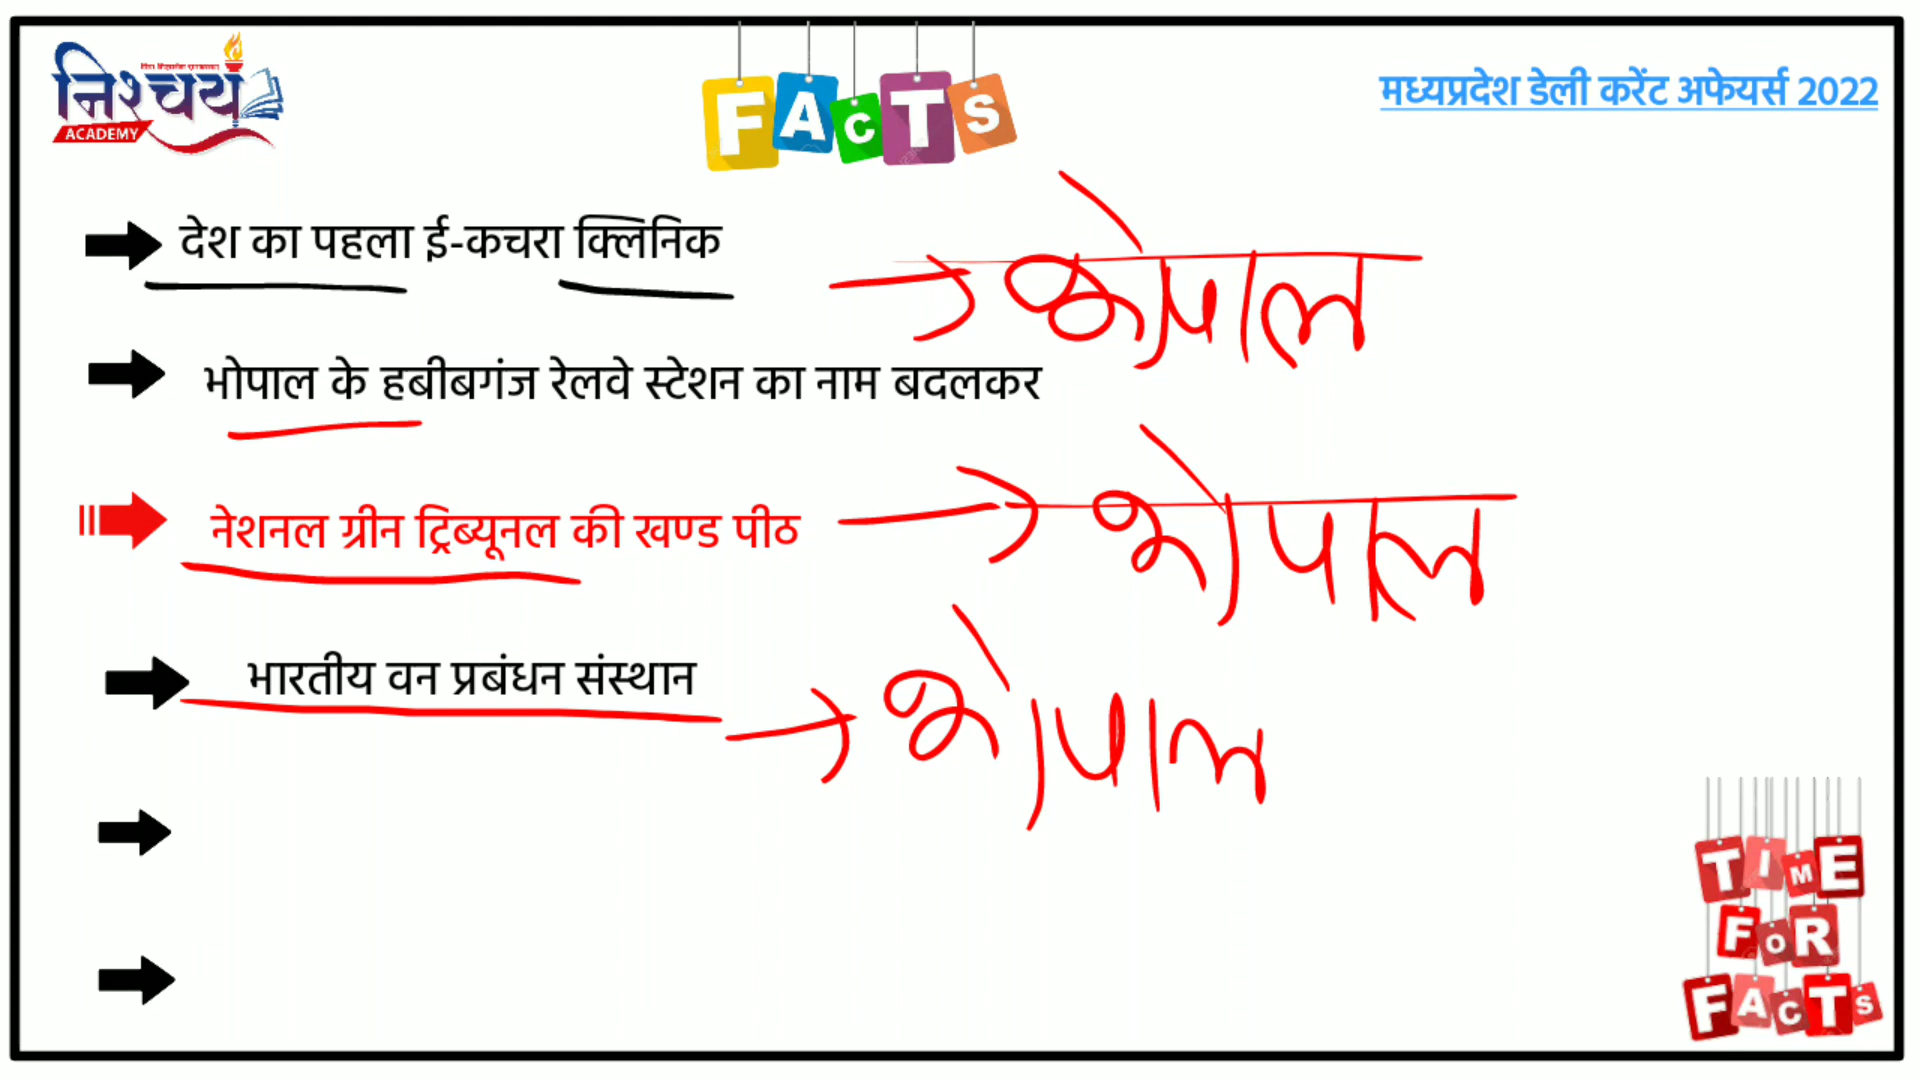 निश्चय
ACADEMY
FACTS
मध्यप्रदेश डेली करेंट अफेयर्स 2022
देश का पहला ई-कचरा क्लिनिक
भोपाल
भोपाल के हबीबगंज रेलवे स्टेशन का नाम बदलकर
नेशनल ग्रीन ट्रिब्यूनल की खण्ड पीठ
भोपाल
भारतीय वन प्रबंधन संस्थान
भोपाल
TIME
FOR
FACTS